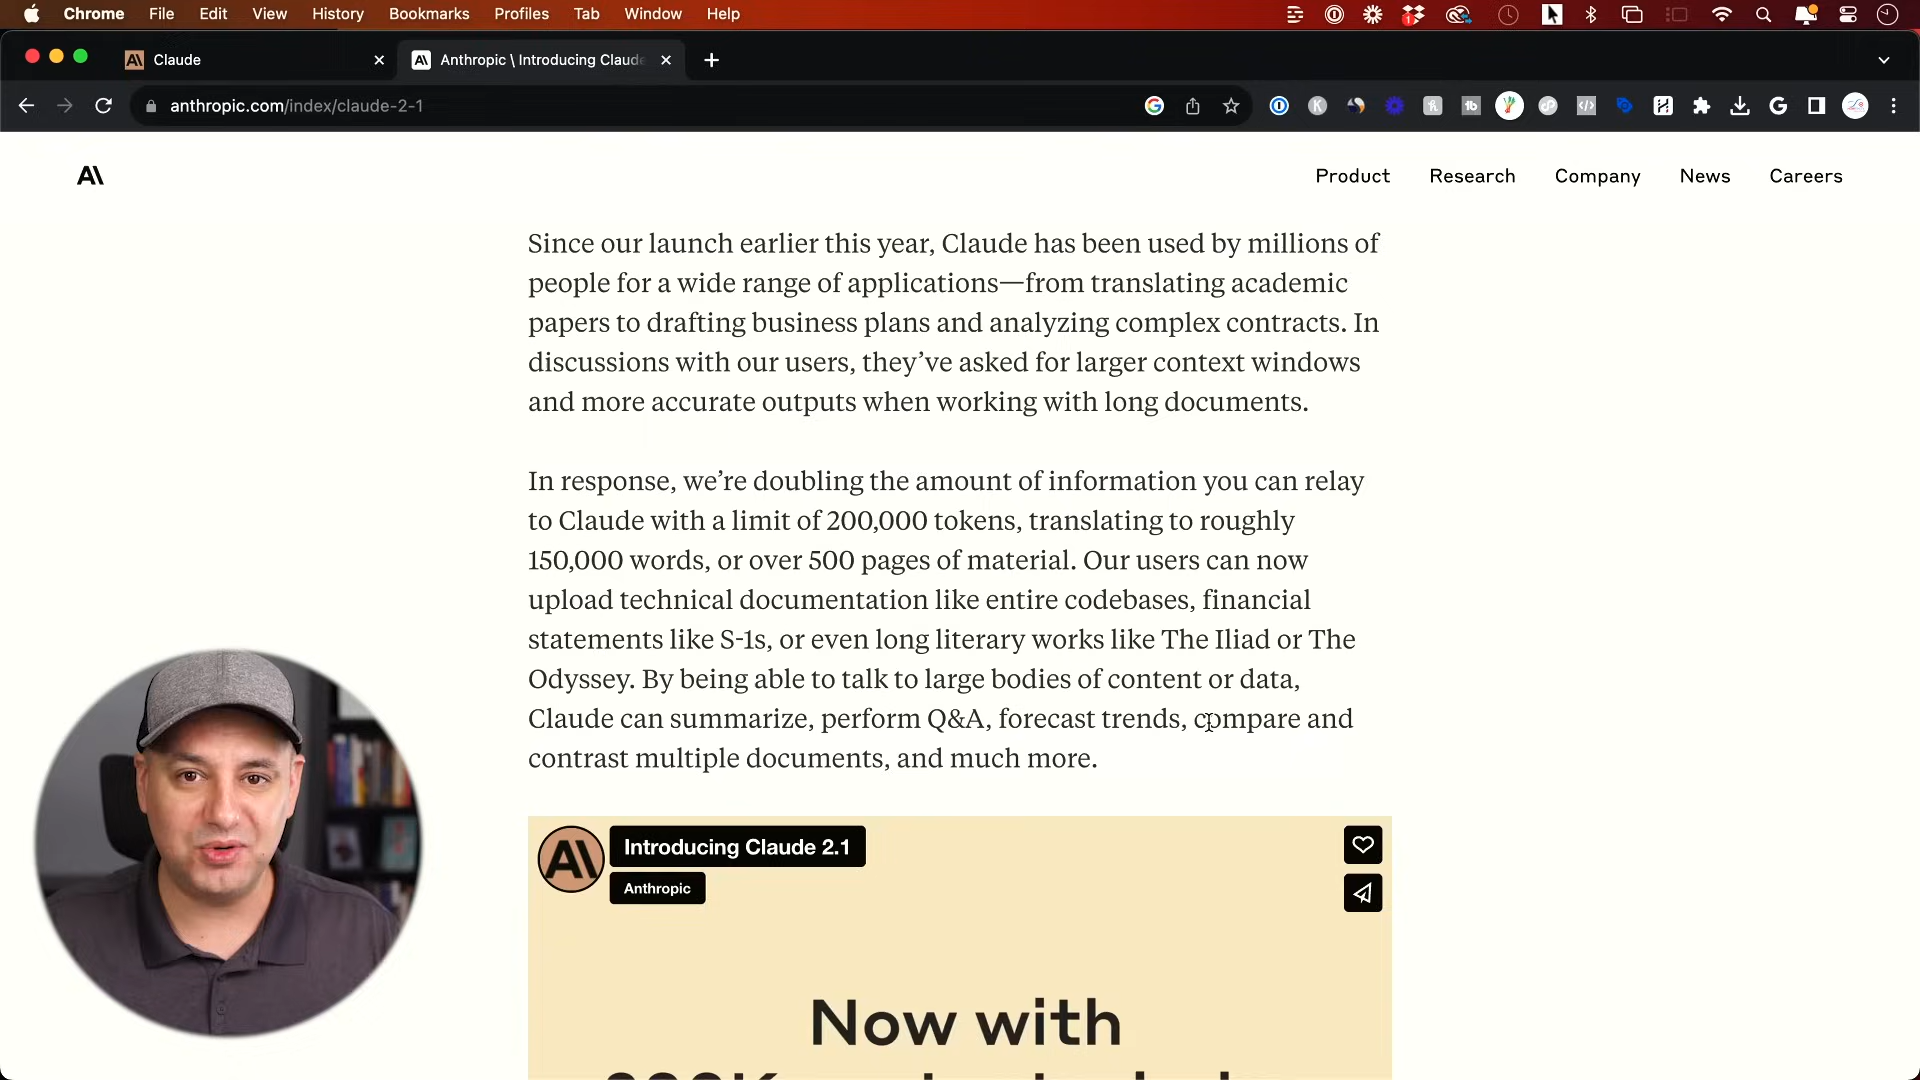 Chrome File Edit View History Bookmarks Profiles Tab Window Help
Claude
Anthropic \ Introducing Claude
anthropic.com/index/claude-2-1
Product Research Company News Careers
Since our launch earlier this year, Claude has been used by millions of
people for a wide range of applications—from translating academic
papers to drafting business plans and analyzing complex contracts. In
discussions with our users, they’ve asked for larger context windows
and more accurate outputs when working with long documents.
In response, we’re doubling the amount of information you can relay
to Claude with a limit of 200,000 tokens, translating to roughly
150,000 words, or over 500 pages of material. Our users can now
upload technical documentation like entire codebases, financial
statements like S-1s, or even long literary works like The Iliad or The
Odyssey. By being able to talk to large bodies of content or data,
Claude can summarize, perform Q&A, forecast trends, compare and
contrast multiple documents, and much more.
Introducing Claude 2.1
Anthropic
Now with